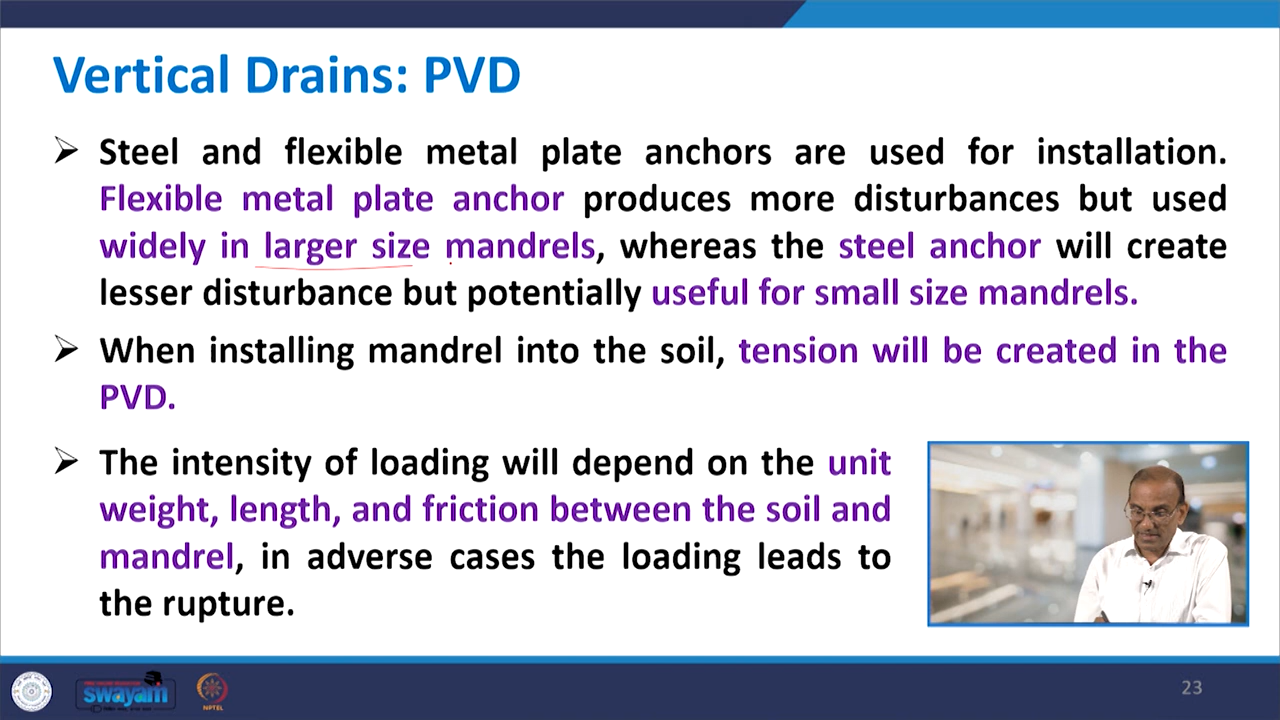 Vertical Drains: PVD
➢ Steel and flexible metal plate anchors are used for installation.
Flexible metal plate anchor produces more disturbances but used
widely in larger size mandrels, whereas the steel anchor will create
lesser disturbance but potentially useful for small size mandrels.
➢ When installing mandrel into the soil, tension will be created in the
PVD.
➢ The intensity of loading will depend on the unit
weight, length, and friction between the soil and
mandrel, in adverse cases the loading leads to
the rupture.
swayam
NPTEL
23